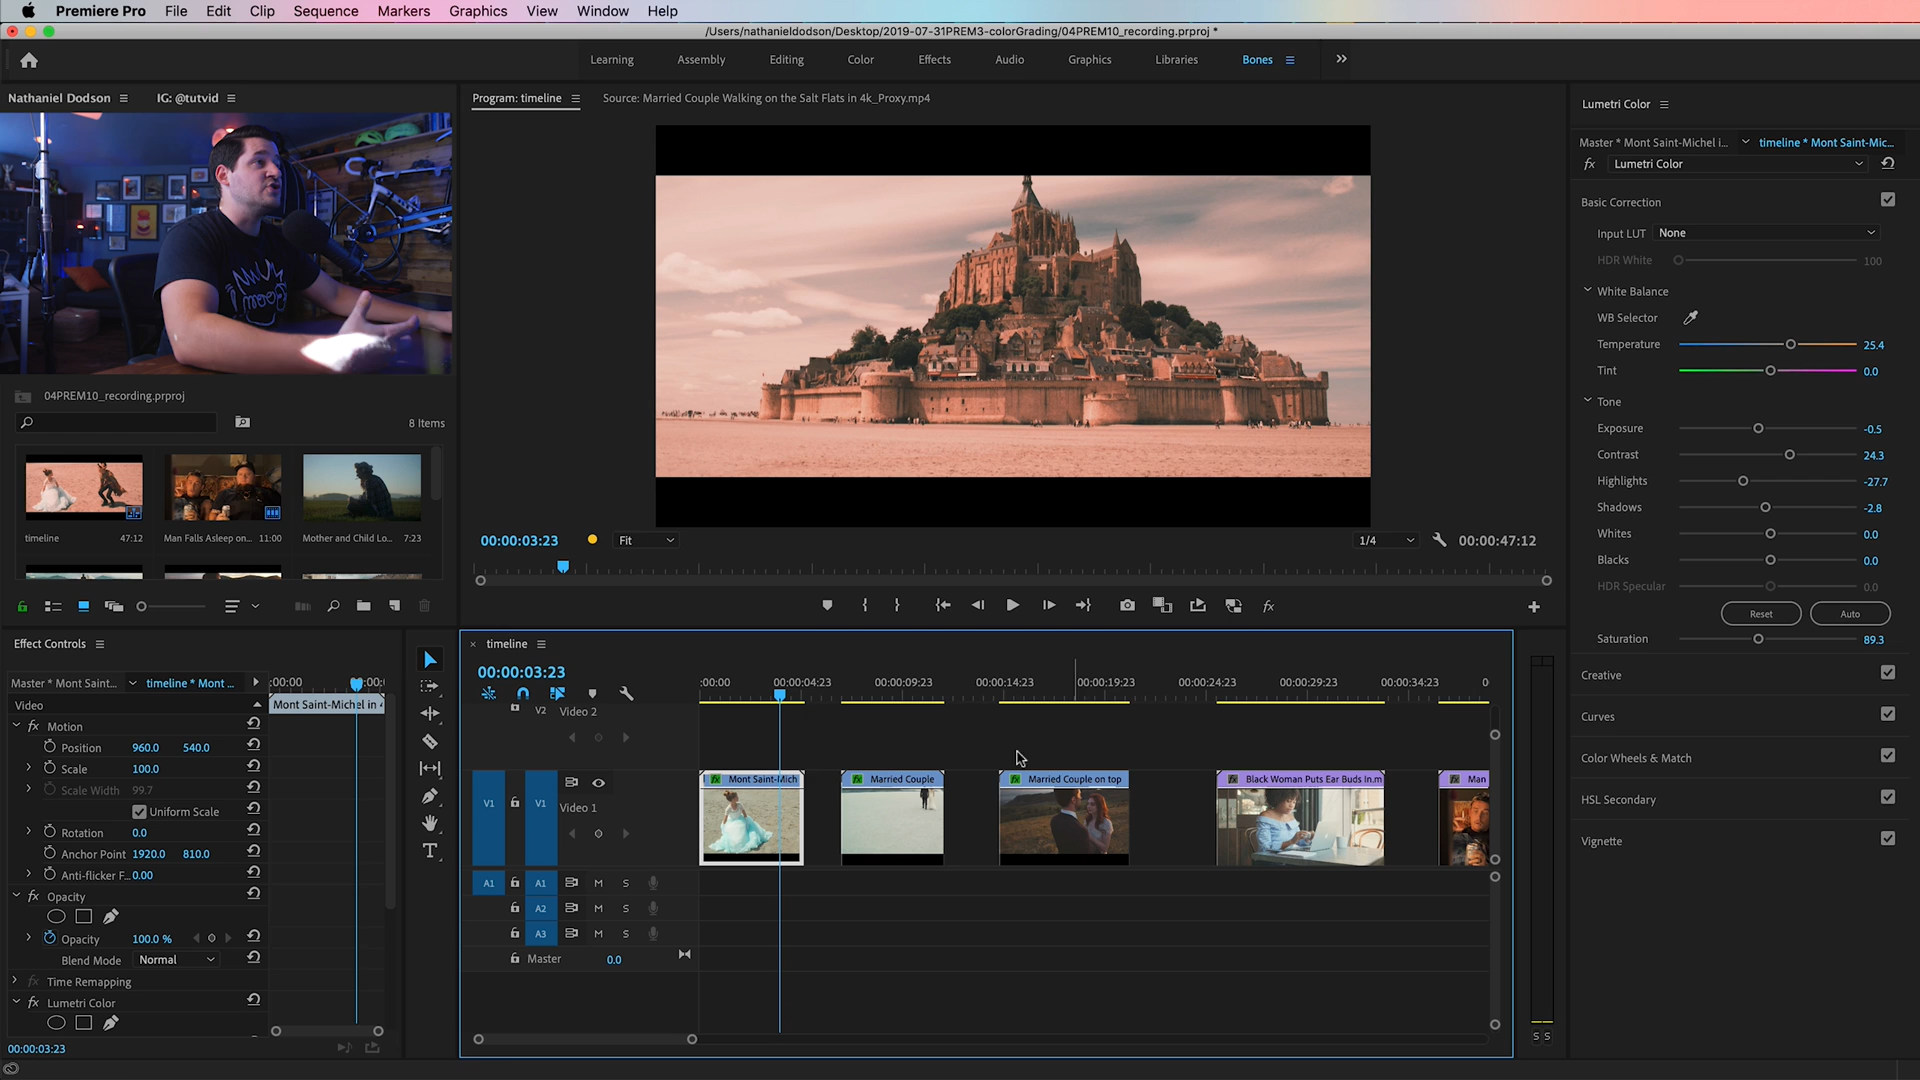 Premiere Pro File Edit Clip Sequence Markers Graphics View Window Help
/Users/nathanieldodson/Desktop/2019-07-31PREM3-colorGrading/04PREM10_recording.prproj *
Learning Assembly Editing Color Effects Audio Graphics Libraries Bones
Nathaniel Dodson IG: @tutvid
04PREM10_recording.prproj
8 Items
timeline 47:12 Man Falls Asleep on... 11:00 Mother and Child Lo... 7:23
Program: timeline Source: Married Couple Walking on the Salt Flats in 4k_Proxy.mp4
00:00:03:23 Fit 1/4 00:00:47:12
Lumetri Color
Master * Mont Saint-Michel i... timeline * Mont Saint-Mic...
fx Lumetri Color
Basic Correction
Input LUT None
HDR White 100
White Balance
WB Selector
Temperature 25.4
Tint 0.0
Tone
Exposure -0.5
Contrast 24.3
Highlights -27.7
Shadows -2.8
Whites 0.0
Blacks 0.0
HDR Specular 0.0
Reset Auto
Saturation 89.3
Creative
Curves
Color Wheels & Match
HSL Secondary
Vignette
Effect Controls
Master * Mont Saint... timeline * Mont ...
:00:00
Video
Mont Saint-Michel in 4
fx Motion
Position 960.0 540.0
Scale 100.0
Scale Width 99.7
Uniform Scale
Rotation 0.0
Anchor Point 1920.0 810.0
Anti-flicker F... 0.00
fx Opacity
Opacity 100.0 %
Blend Mode Normal
fx Time Remapping
fx Lumetri Color
00:00:03:23
timeline
00:00:03:23
:00:00 00:00:04:23 00:00:09:23 00:00:14:23 00:00:19:23 00:00:24:23 00:00:29:23 00:00:34:23 0
V2 Video 2
fx Mont Saint-Mich fx Married Couple fx Married Couple on top fx Black Woman Puts Ear Buds In.m fx Man
V1 V1 Video 1
A1 A1 M S
A2 M S
A3 M S
Master 0.0
S S